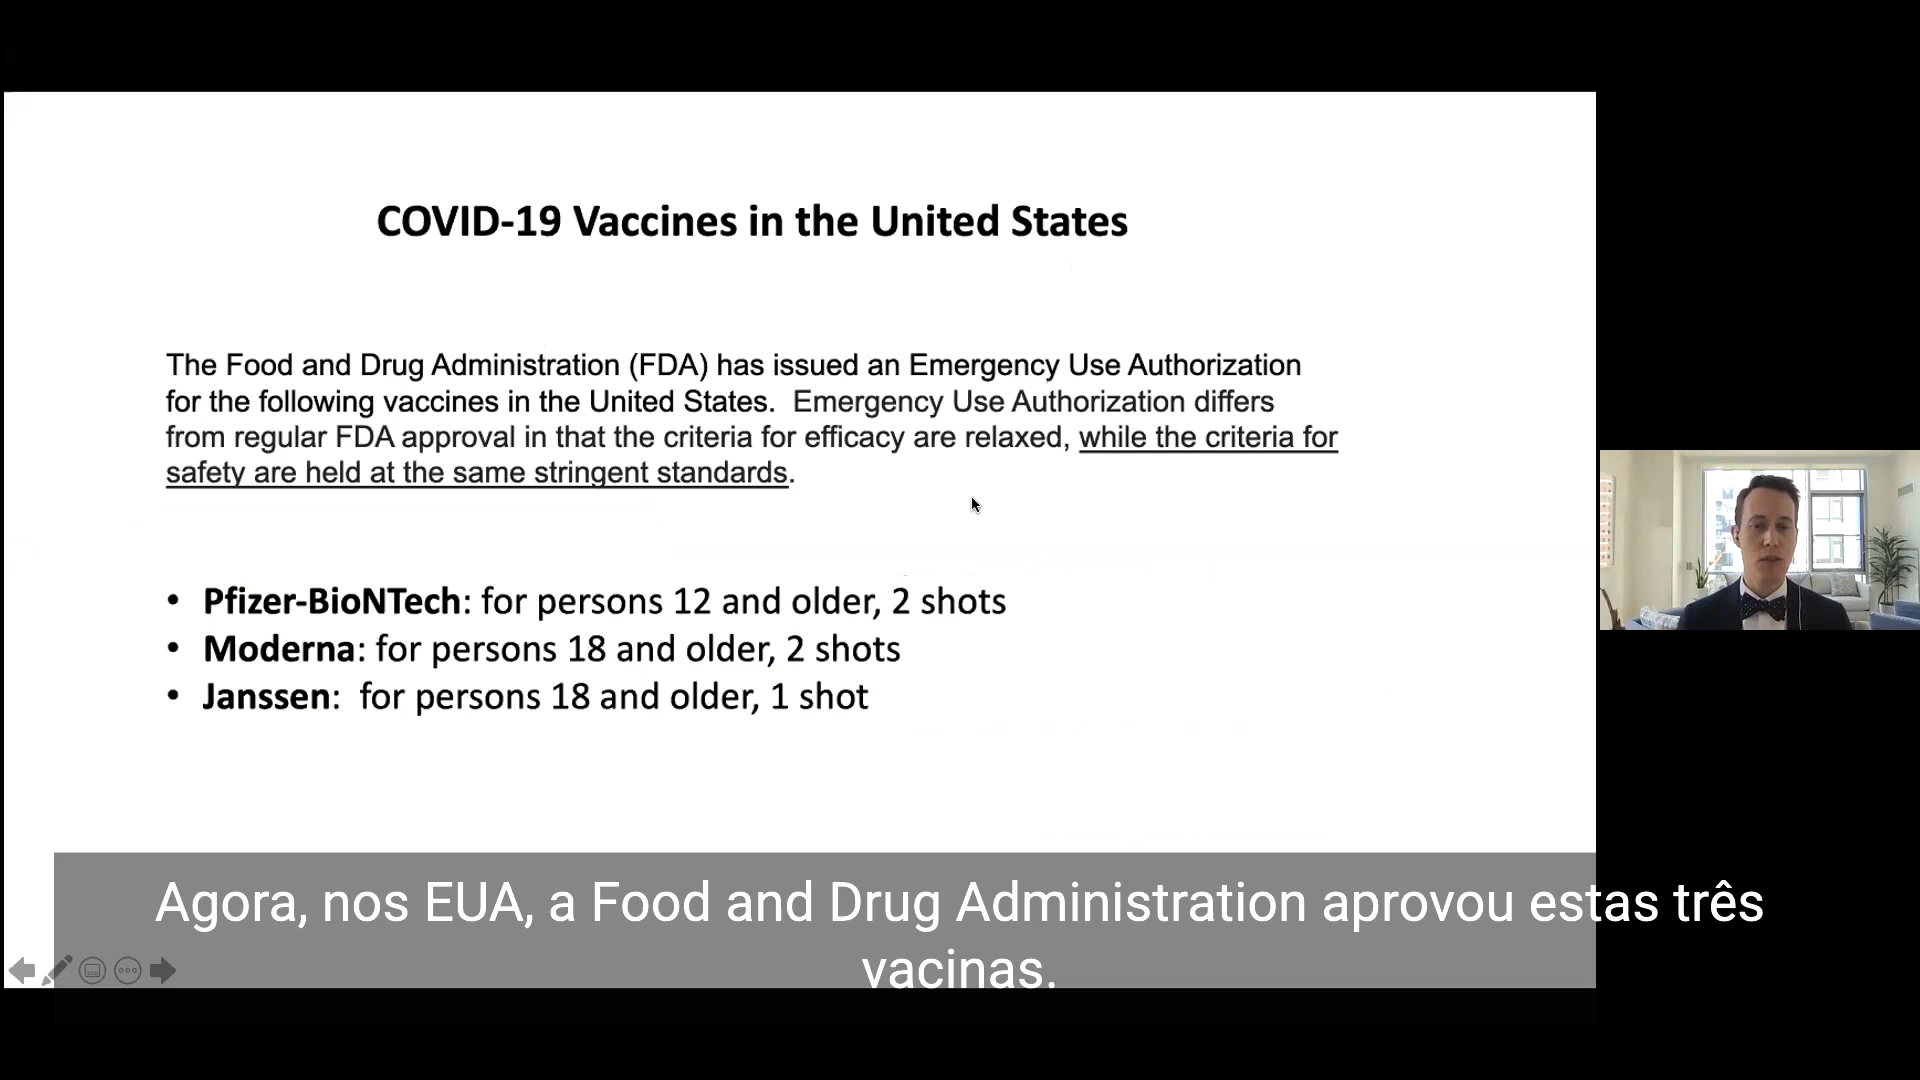 COVID-19 Vaccines in the United States
The Food and Drug Administration (FDA) has issued an Emergency Use Authorization
for the following vaccines in the United States.  Emergency Use Authorization differs
from regular FDA approval in that the criteria for efficacy are relaxed, while the criteria for
safety are held at the same stringent standards.
• Pfizer-BioNTech: for persons 12 and older, 2 shots
• Moderna: for persons 18 and older, 2 shots
• Janssen:  for persons 18 and older, 1 shot
Agora, nos EUA, a Food and Drug Administration aprovou estas três
vacinas.